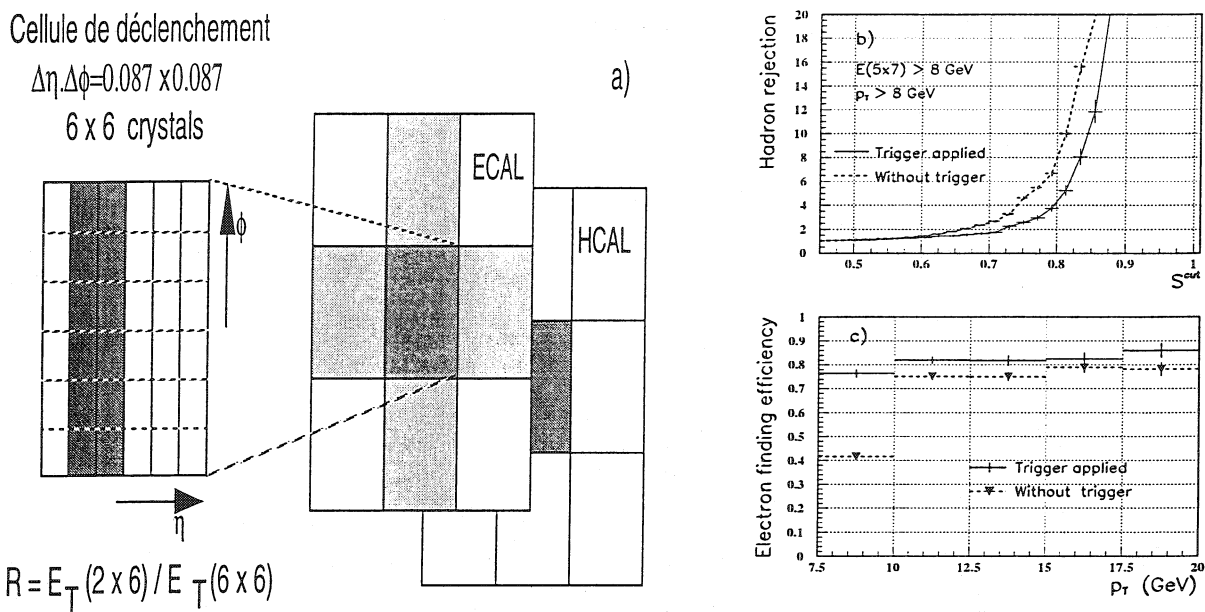 Cellule de déclenchement
Δη.Δϕ=0.087 x0.087
6 x 6 crystals
ϕ
η
R = E_T (2 x 6) / E_T (6 x 6)
a)
ECAL
HCAL
Hadron rejection
20
18
16
14
12
10
8
6
4
2
0
b)
E(5x7) > 8 GeV
p_T > 8 GeV
Trigger applied
Without trigger
0.5 0.6 0.7 0.8 0.9 1
S^cut
Electron finding efficiency
1
0.9
0.8
0.7
0.6
0.5
0.4
0.3
0.2
0.1
0
c)
Trigger applied
Without trigger
7.5 10 12.5 15 17.5 20
p_T (GeV)